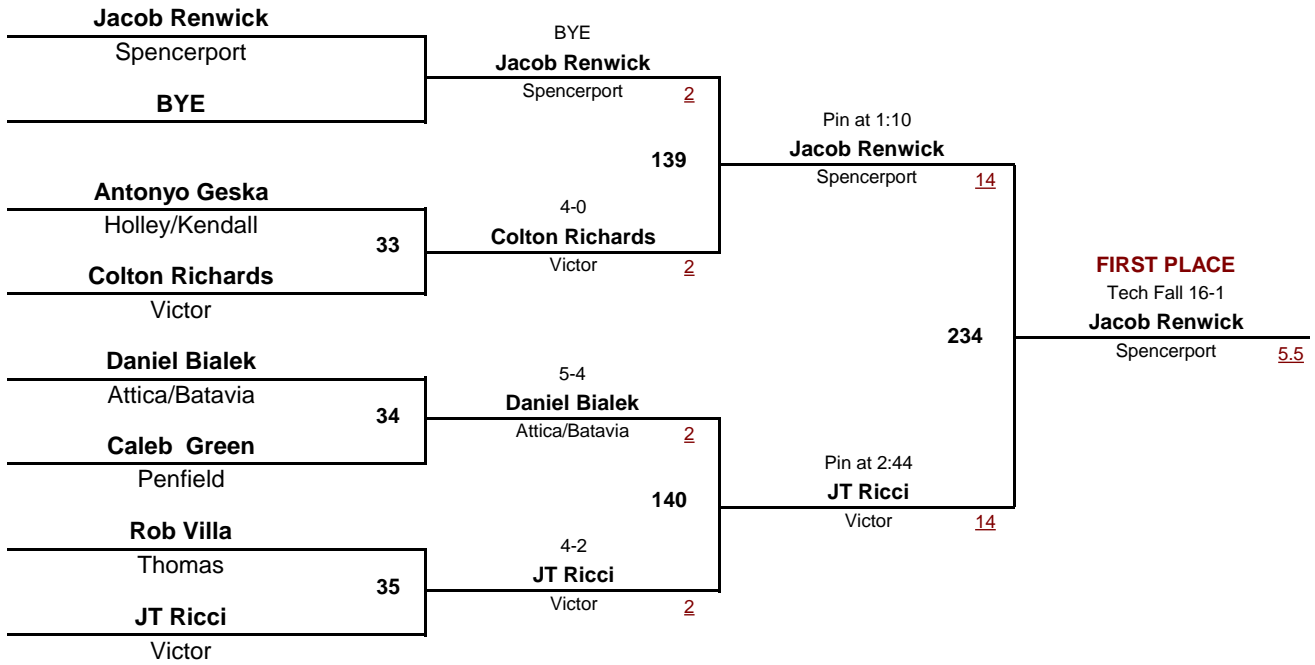 Jacob Renwick
Spencerport
BYE
Antonyo Geska
Holley/Kendall
33
Colton Richards
Victor
Daniel Bialek
Attica/Batavia
34
Caleb  Green
Penfield
Rob Villa
Thomas
35
JT Ricci
Victor
BYE
Jacob Renwick
Spencerport 2
139
4-0
Colton Richards
Victor 2
5-4
Daniel Bialek
Attica/Batavia 2
140
4-2
JT Ricci
Victor 2
Pin at 1:10
Jacob Renwick
Spencerport 14
234
Pin at 2:44
JT Ricci
Victor 14
FIRST PLACE
Tech Fall 16-1
Jacob Renwick
Spencerport 5.5